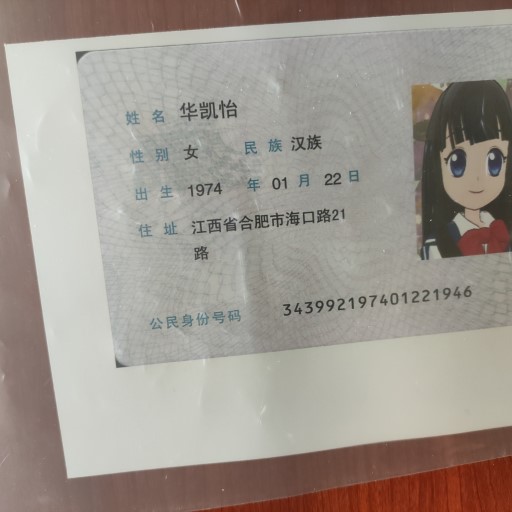 姓名 华凯怡
性别 女 民族 汉族
出生 1974 年 01 月 22 日
住址 江西省合肥市海口路21
路
公民身份号码 343992197401221946